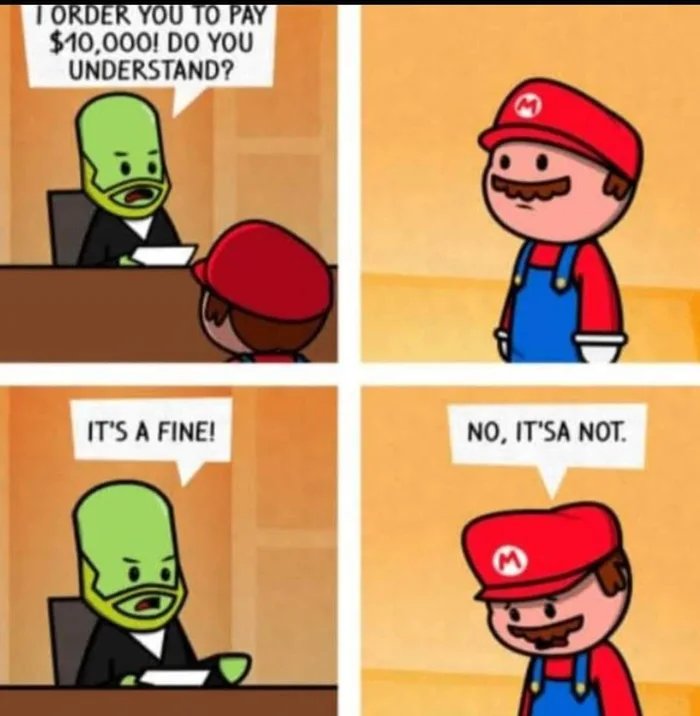 I ORDER YOU TO PAY
$10,000! DO YOU
UNDERSTAND?
M
IT'S A FINE!
NO, IT'SA NOT.
M